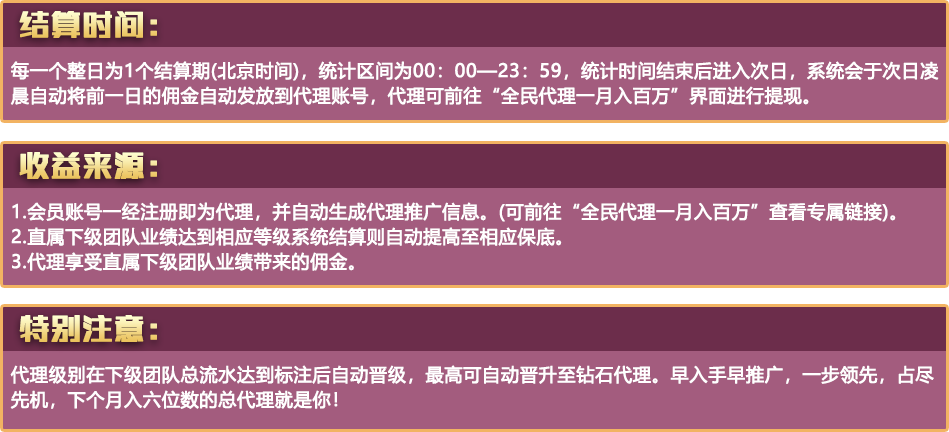 结算时间：
每一个整日为1个结算期(北京时间)，统计区间为00：00—23：59，统计时间结束后进入次日，系统会于次日凌
晨自动将前一日的佣金自动发放到代理账号，代理可前往“全民代理一月入百万”界面进行提现。
收益来源：
1.会员账号一经注册即为代理，并自动生成代理推广信息。(可前往“全民代理一月入百万”查看专属链接)。
2.直属下级团队业绩达到相应等级系统结算则自动提高至相应保底。
3.代理享受直属下级团队业绩带来的佣金。
特别注意：
代理级别在下级团队总流水达到标注后自动晋级，最高可自动晋升至钻石代理。早入手早推广，一步领先，占尽
先机，下个月入六位数的总代理就是你！